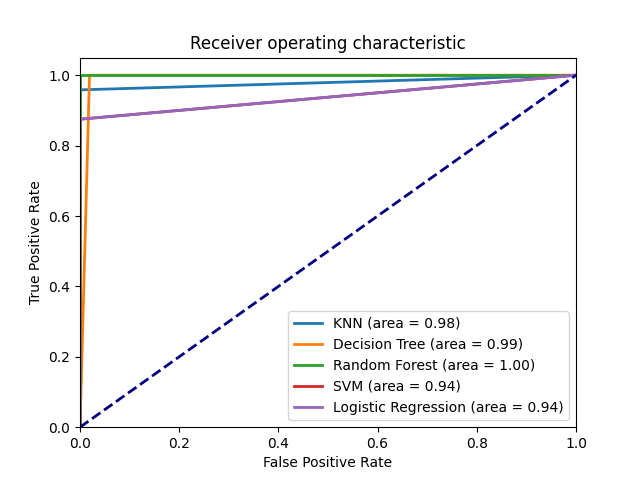 Receiver operating characteristic
1.0
0.8
0.6
0.4
0.2
0.0
True Positive Rate
KNN (area = 0.98)
Decision Tree (area = 0.99)
Random Forest (area = 1.00)
SVM (area = 0.94)
Logistic Regression (area = 0.94)
0.0 0.2 0.4 0.6 0.8 1.0
False Positive Rate